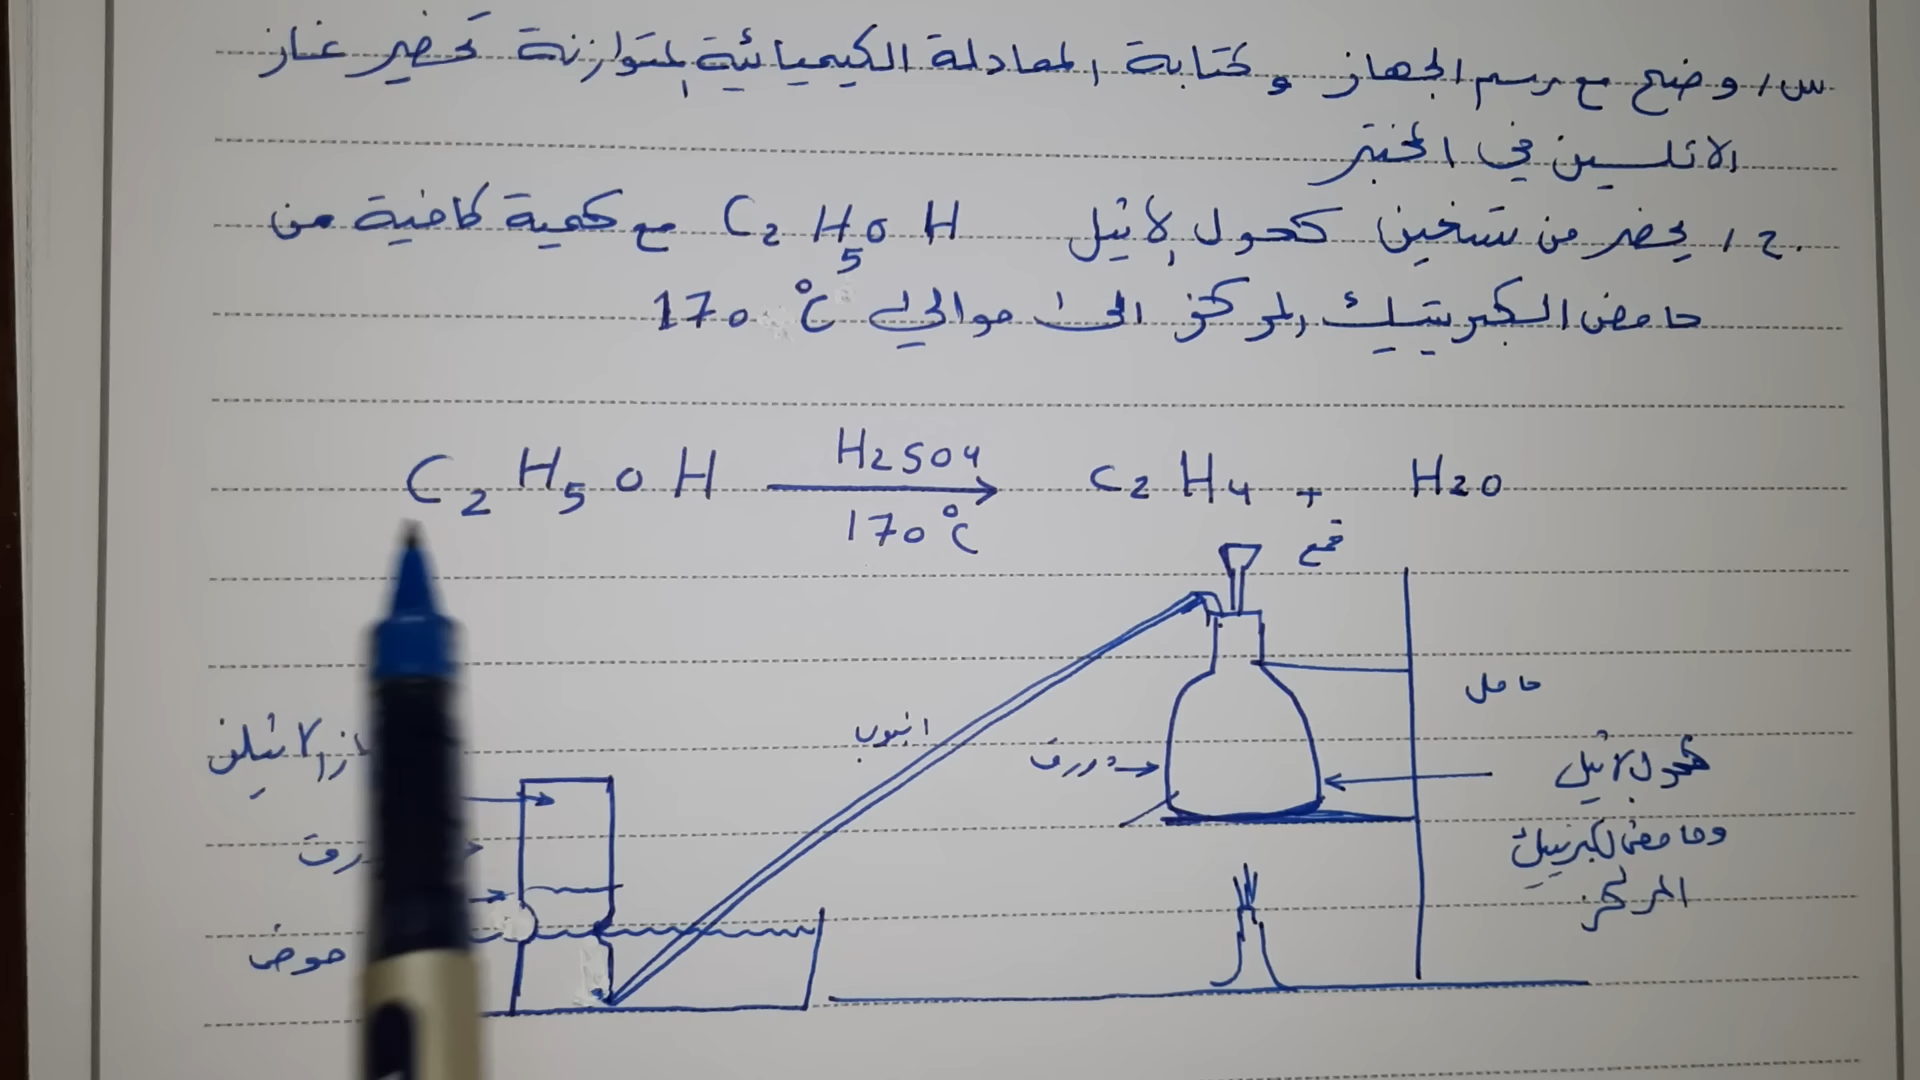 س/ وضح مع رسم الجهاز وكتابة المعادلة الكيميائية المتوازنة تحضير غاز
الاثلين في المختبر
ج/ يحضر من تسخين كحول الاثيل C2H5OH مع كمية كافية من
حامض الكبريتيك المركز الى حوالي 170 °C
C2H5OH H2SO4 170°C C2H4 + H2O
قمع
حامل
انبوب
دورق
كحول الاثيل
وحامض الكبريتيك
المركز
الاثيلين
حوض